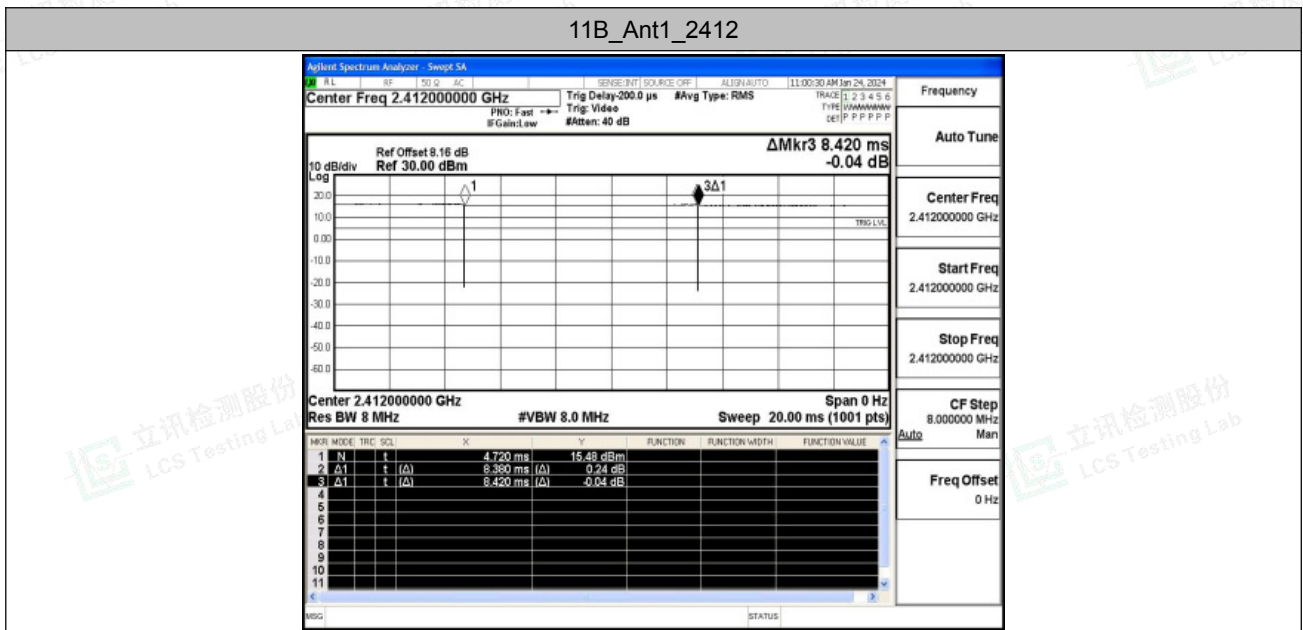 11B_Ant1_2412
Agilent Spectrum Analyzer - Swept SA
RL RF 50 Ω AC SENSE:INT SOURCE OFF ALIGN AUTO 11:00:30 AM Jan 24, 2024
Center Freq 2.412000000 GHz
PNO: Fast
IFGain:Low
Trig Delay-200.0 µs #Avg Type: RMS
Trig: Video
#Atten: 40 dB
TRACE 1 2 3 4 5 6
TYPE WWWWWW
DET P P P P P P
Frequency
Auto Tune
Center Freq
2.412000000 GHz
Start Freq
2.412000000 GHz
Stop Freq
2.412000000 GHz
CF Step
8.000000 MHz
Auto Man
Freq Offset
0 Hz
ΔMkr3 8.420 ms
-0.04 dB
Ref Offset 8.16 dB
10 dB/div Ref 30.00 dBm
Log
1
3Δ1
20.0
10.0
TRIG LVL
0.00
-10.0
-20.0
-30.0
-40.0
-50.0
-60.0
Center 2.412000000 GHz Span 0 Hz
Res BW 8 MHz #VBW 8.0 MHz Sweep 20.00 ms (1001 pts)
MKR MODE TRC SCL X Y FUNCTION FUNCTION WIDTH FUNCTION VALUE
1 N t 4.720 ms 15.48 dBm
2 Δ1 t (Δ) 8.380 ms (Δ) 0.24 dB
3 Δ1 t (Δ) 8.420 ms (Δ) -0.04 dB
4
5
6
7
8
9
10
11
MSG STATUS
立讯检测股份
LCS Testing Lab
立讯检测股份
LCS Testing Lab